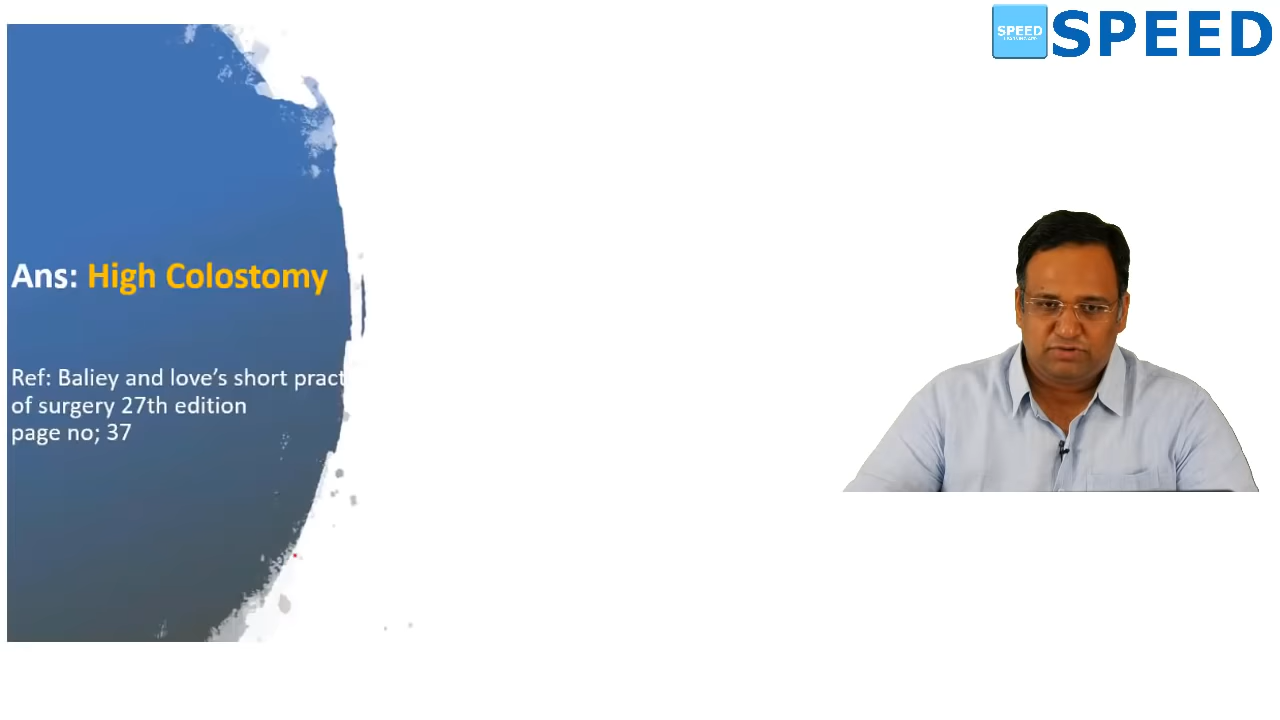 SPEED
SPEED
Ans: High Colostomy
Ref: Baliey and love's short pract
of surgery 27th edition
page no; 37